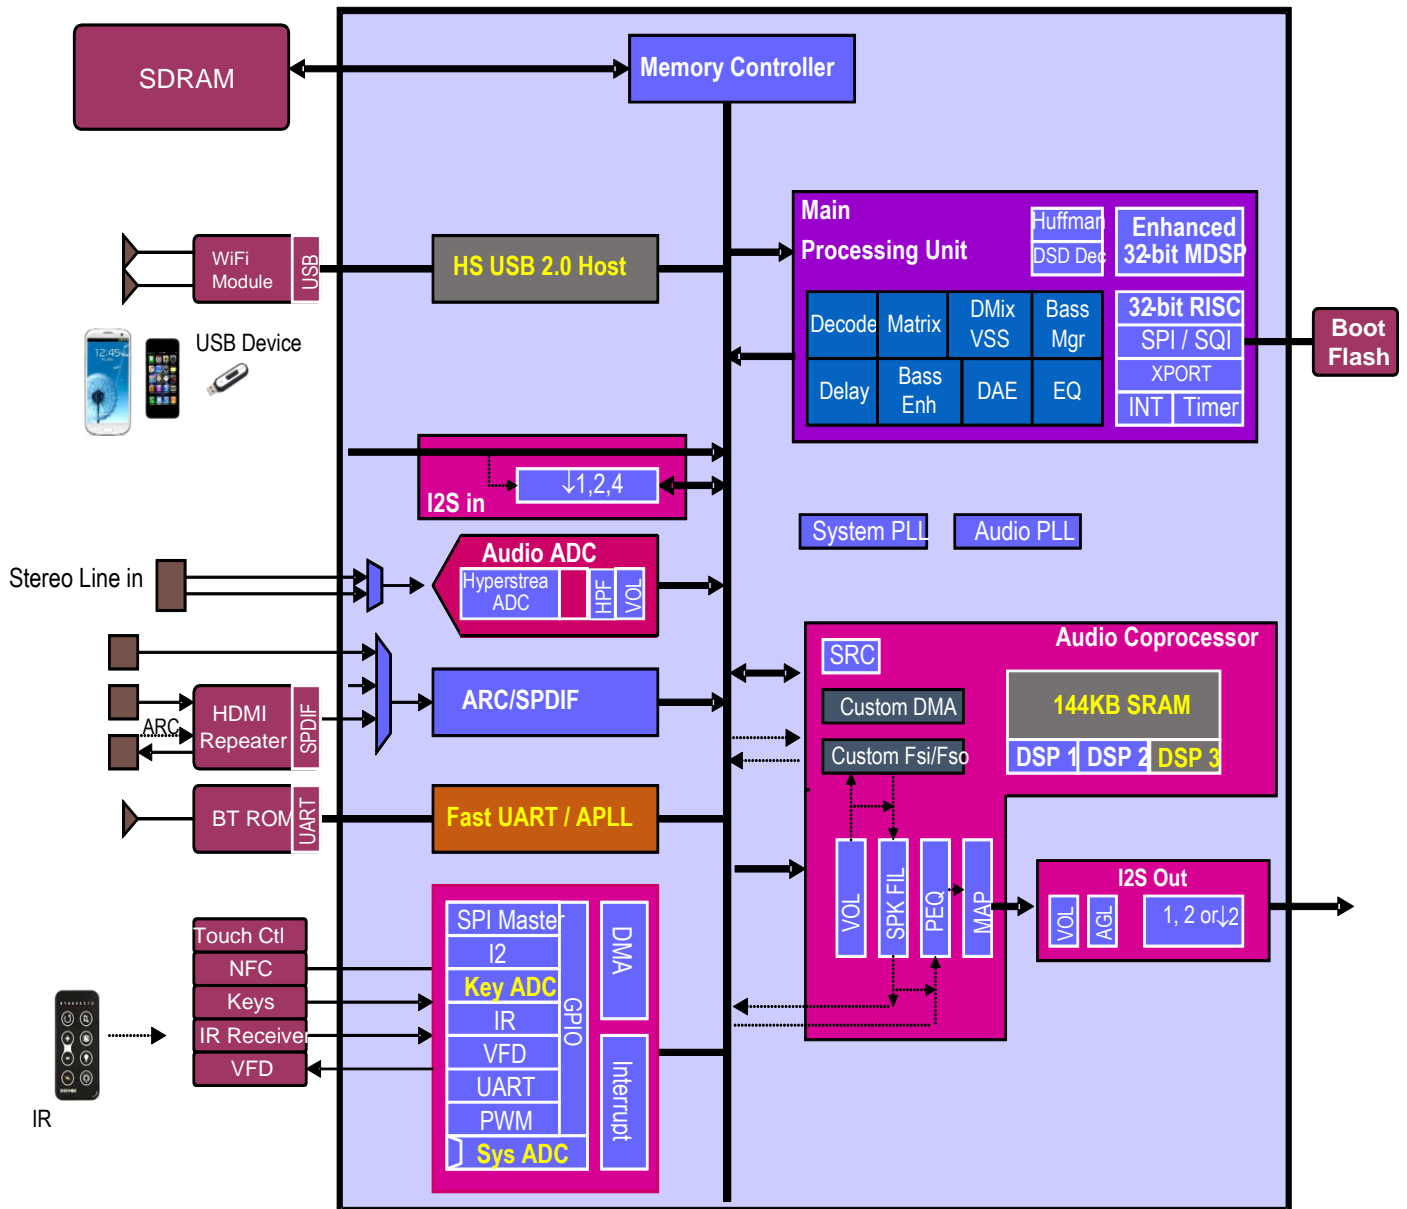 SDRAM
Memory Controller
Main
Processing Unit
Huffman
DSD Dec
Enhanced
32-bit MDSP
WiFi
Module
USB
HS USB 2.0 Host
Decode
Matrix
DMix
VSS
Bass
Mgr
32-bit RISC
SPI / SQI
XPORT
INT
Timer
Boot
Flash
Delay
Bass
Enh
DAE
EQ
USB Device
12:45
I2S in
↓1,2,4
System PLL
Audio PLL
Stereo Line in
Audio ADC
Hyperstrea
ADC
HPF
VOL
Audio Coprocessor
SRC
Custom DMA
Custom Fsi/Fso
144KB SRAM
DSP 1
DSP 2
DSP 3
ARC
HDMI
Repeater
SPDIF
ARC/SPDIF
BT ROM
UART
Fast UART / APLL
VOL
SPK FIL
PEQ
MAP
I2S Out
VOL
AGL
1, 2 or↓2
Touch Ctl
NFC
Keys
IR Receiver
VFD
IR
SPI Master
I2
Key ADC
IR
VFD
UART
PWM
Sys ADC
GPIO
DMA
Interrupt